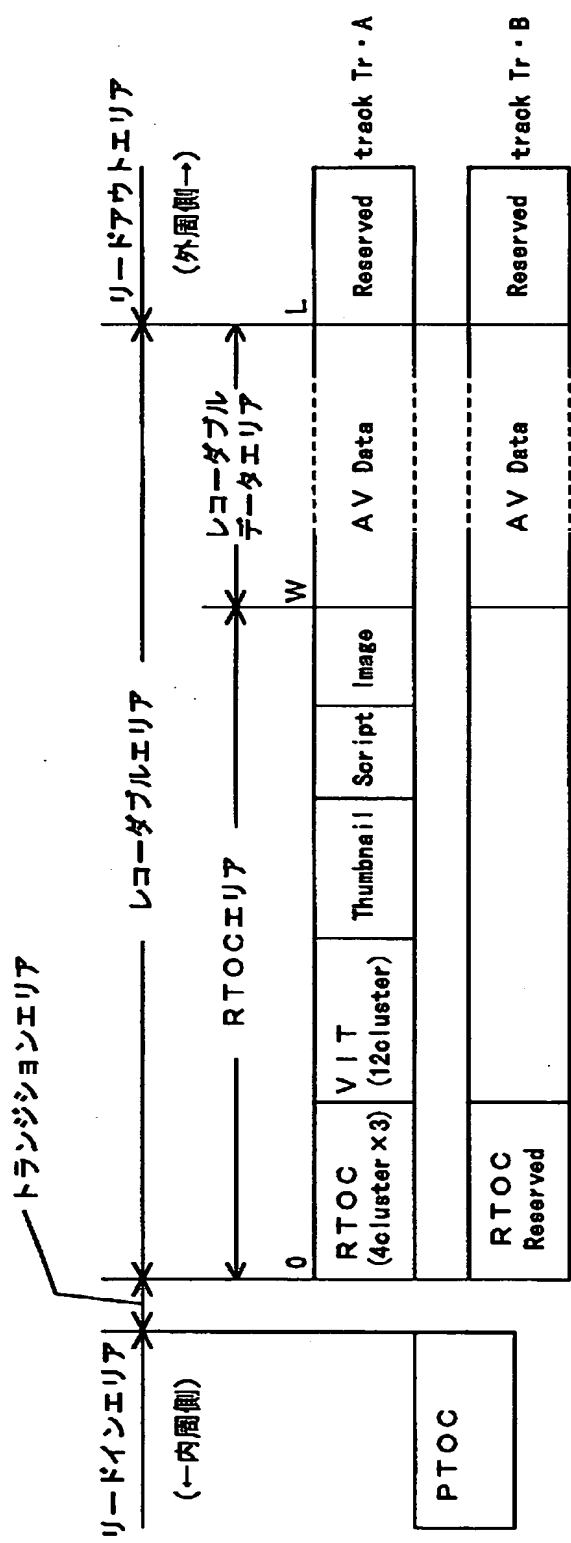 トランジションエリア
リードインエリア
レコーダブルエリア
リードアウトエリア
(←内周側)
(外周側→)
RTOCエリア
レコーダブル
データエリア
0
W
L
PTOC
RTOC
(4cluster×3)
VIT
(12cluster)
Thumbnail
Script
Image
AV Data
Reserved
track Tr・A
RTOC
Reserved
AV Data
Reserved
track Tr・B